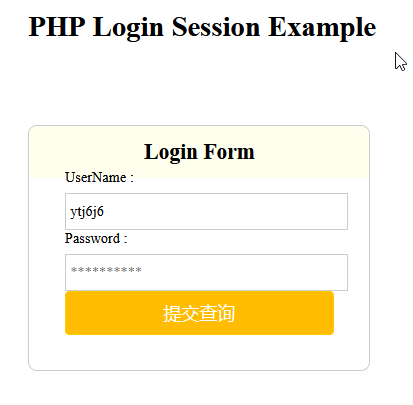 PHP Login Session Example
Login Form
UserName :
ytj6j6
Password :
**********
提交查询